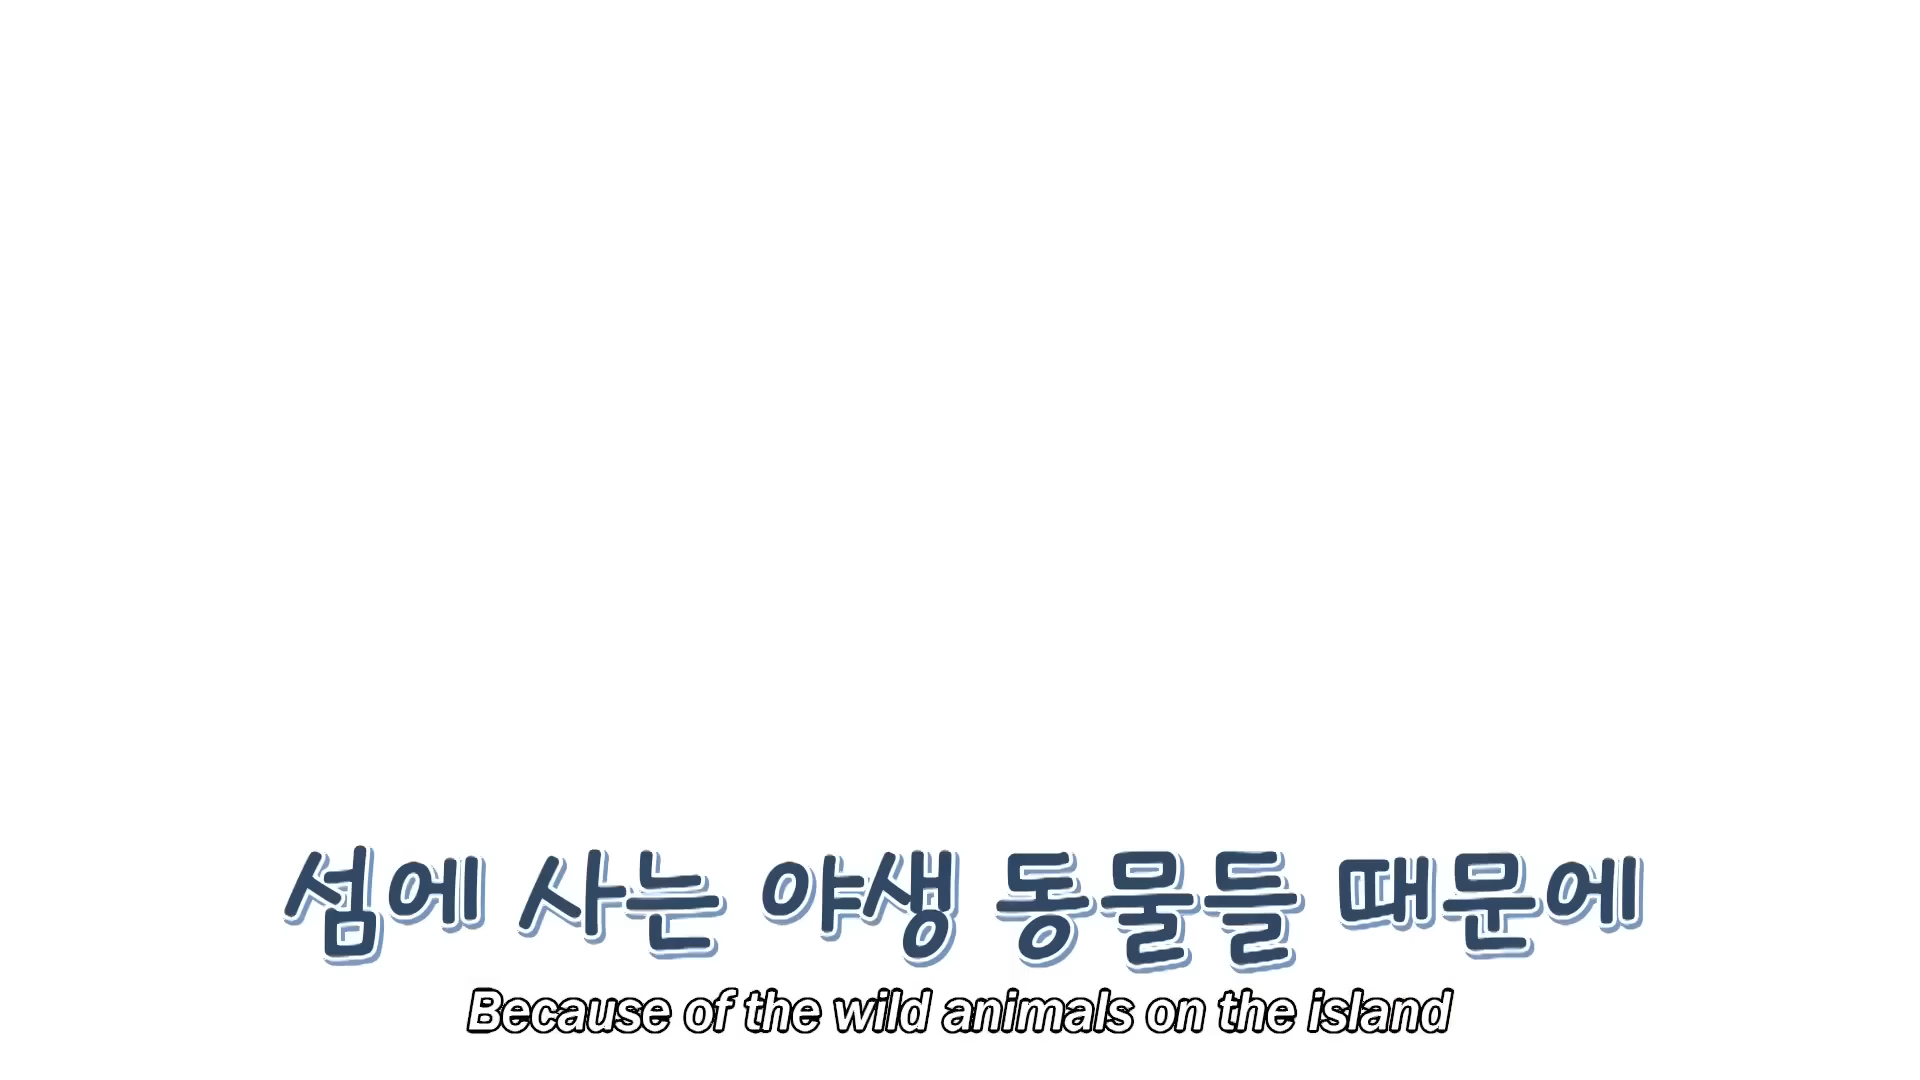 섬에 사는 야생 동물들 때문에
Because of the wild animals on the island